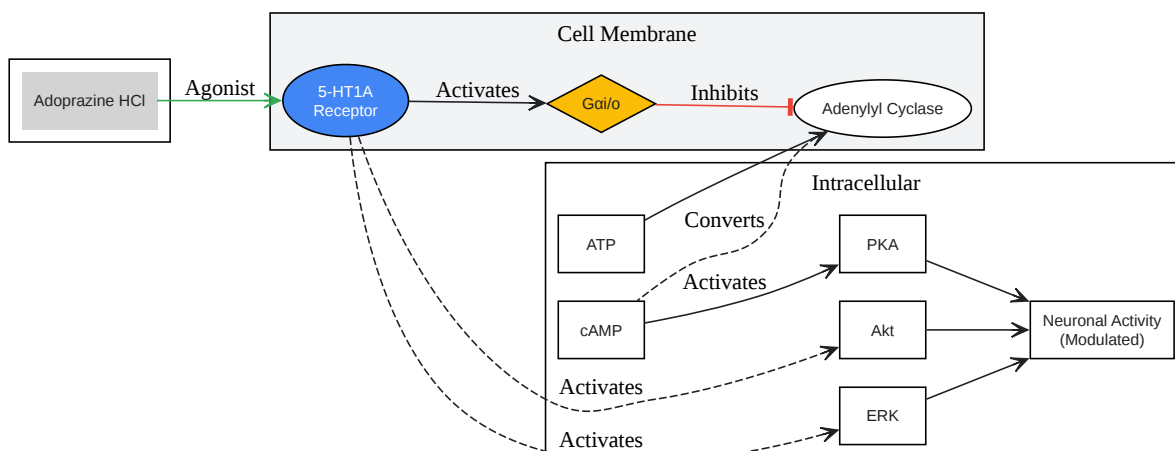 Cell Membrane
Adoprazine HCl
Agonist
5-HT1A
Receptor
Activates
Gαi/o
Inhibits
Adenylyl Cyclase
Intracellular
ATP
Converts
PKA
cAMP
Activates
Akt
Neuronal Activity
(Modulated)
Activates
ERK
Activates